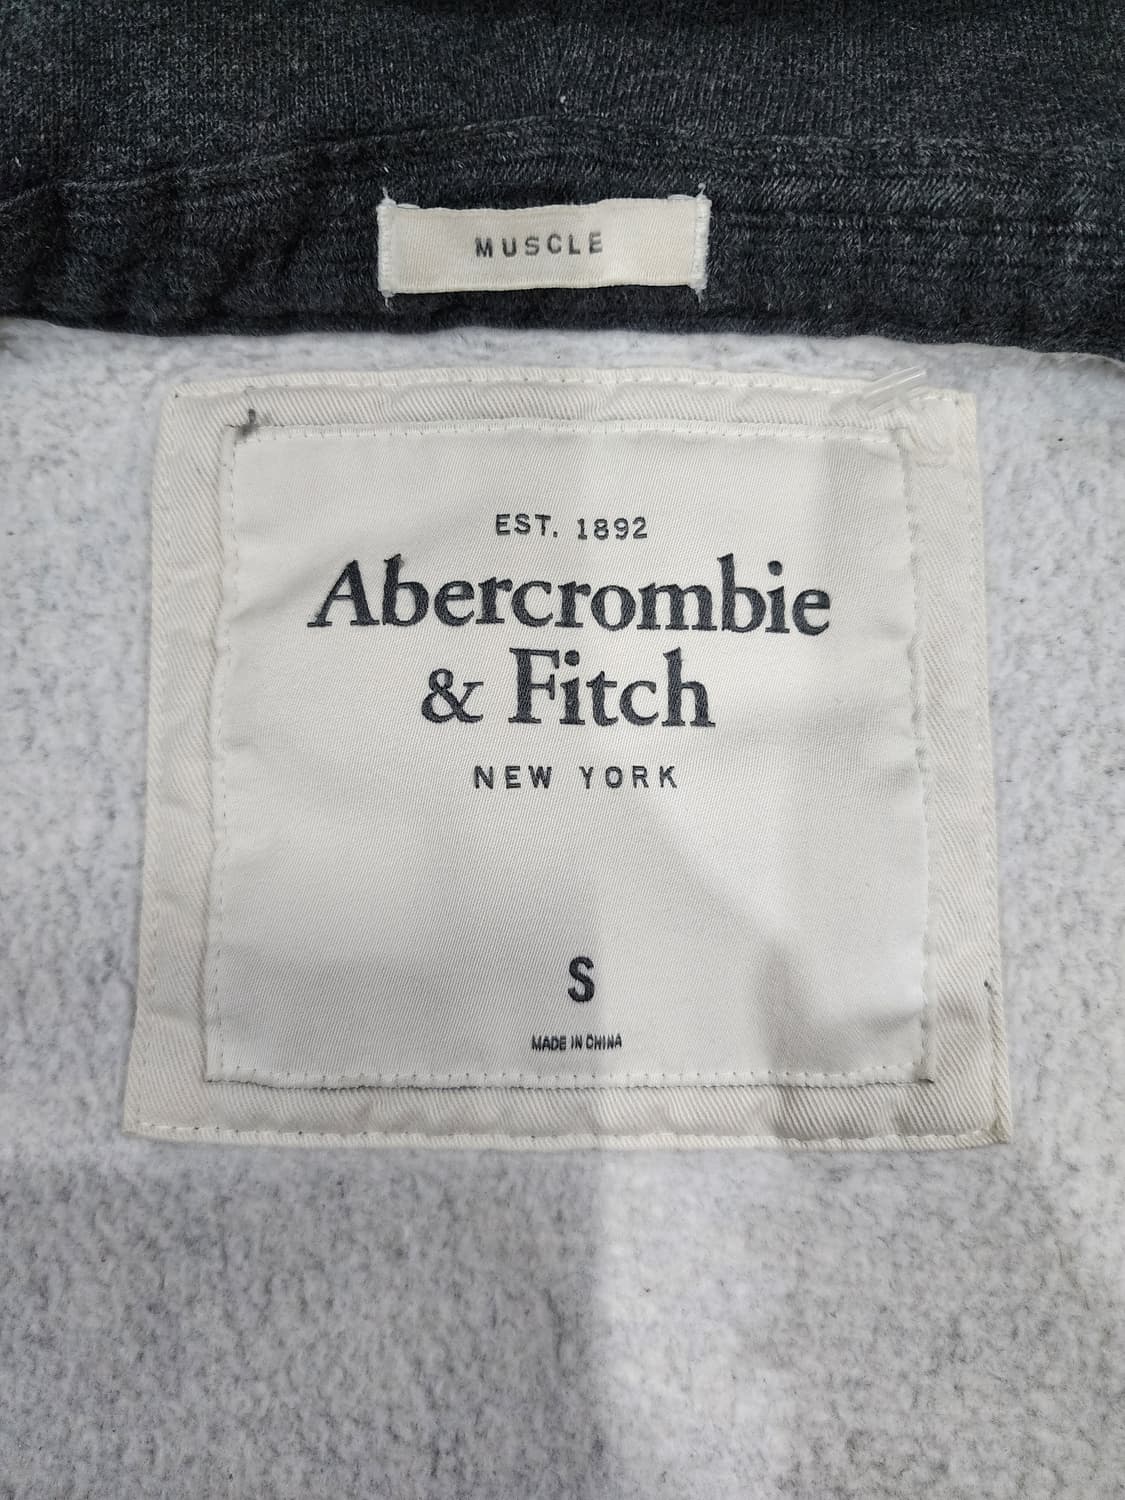 MUSCLE
EST. 1892
Abercrombie
& Fitch
NEW YORK
S
MADE IN CHINA